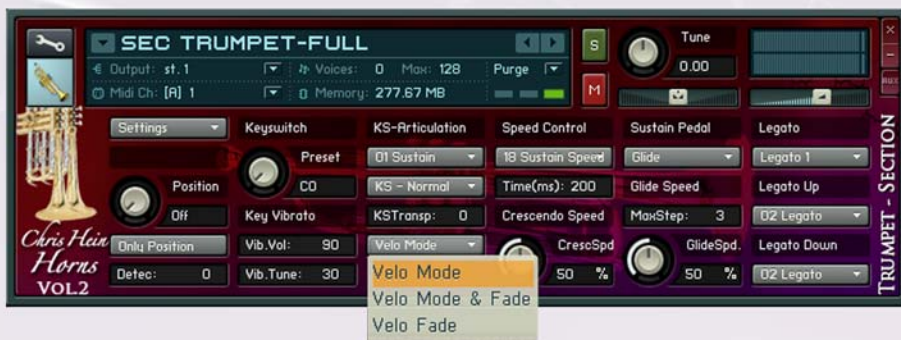 SEC TRUMPET-FULL
Output: st. 1
Voices: 0 Max: 128
Purge
Midi Ch: [A] 1
Memory: 277.67 MB
S
M
Tune
0.00
AUX
Settings
Keyswitch
KS-Articulation
Speed Control
Sustain Pedal
Legato
Preset
01 Sustain
18 Sustain Speed
Glide
Legato 1
Position
C0
KS - Normal
Time(ms): 200
Glide Speed
Legato Up
Off
Key Vibrato
KSTransp: 0
Crescendo Speed
MaxStep: 3
02 Legato
Only Position
Vib.Vol: 90
Velo Mode
CrescSpd
GlideSpd.
Legato Down
Detec: 0
Vib.Tune: 30
50 %
50 %
02 Legato
Velo Mode
Velo Mode & Fade
Velo Fade
Chris Hein
Horns
VOL.2
TRUMPET - SECTION